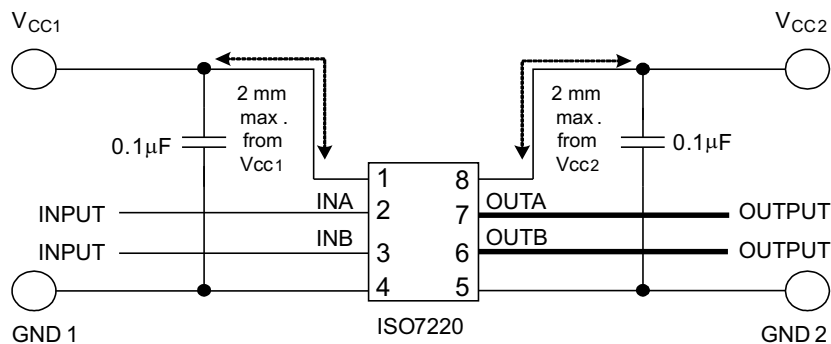 VCC1
VCC2
2 mm
max .
from
Vcc1
2 mm
max .
from
Vcc2
0.1μF
0.1μF
1
8
INPUT
INA
2
7
OUTA
OUTPUT
INPUT
INB
3
6
OUTB
OUTPUT
4
5
GND 1
ISO7220
GND 2